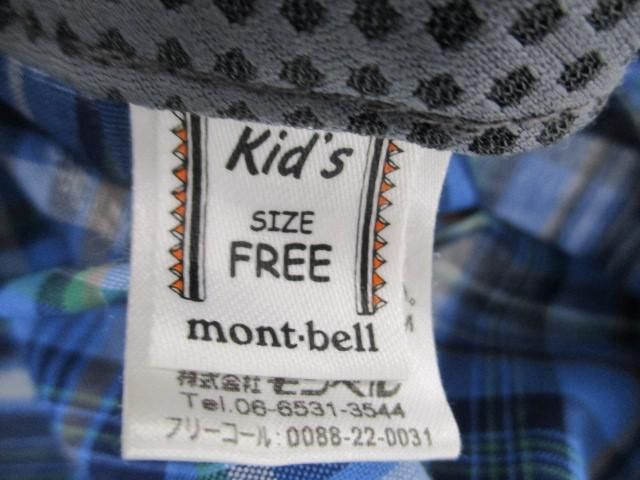 Kid's
SIZE
FREE
mont·bell
株式会社モンベル
Tel.06-6531-3544
フリーコール:0088-22-0031